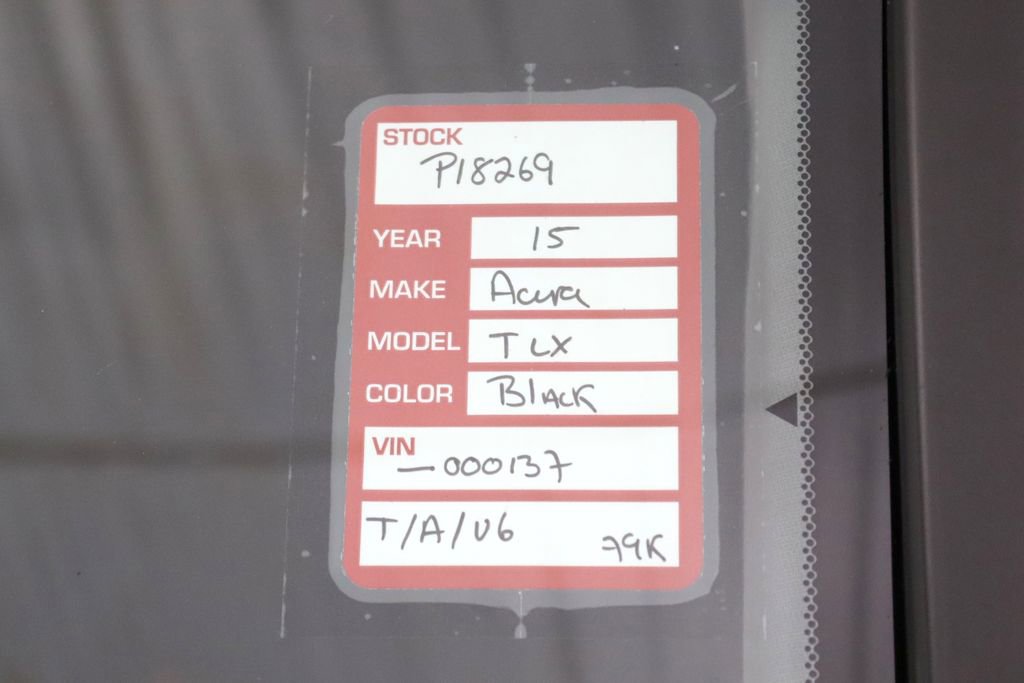 STOCK
P18269
YEAR 15
MAKE Acura
MODEL TLX
COLOR Black
VIN
—000137
T/A/V6 79K